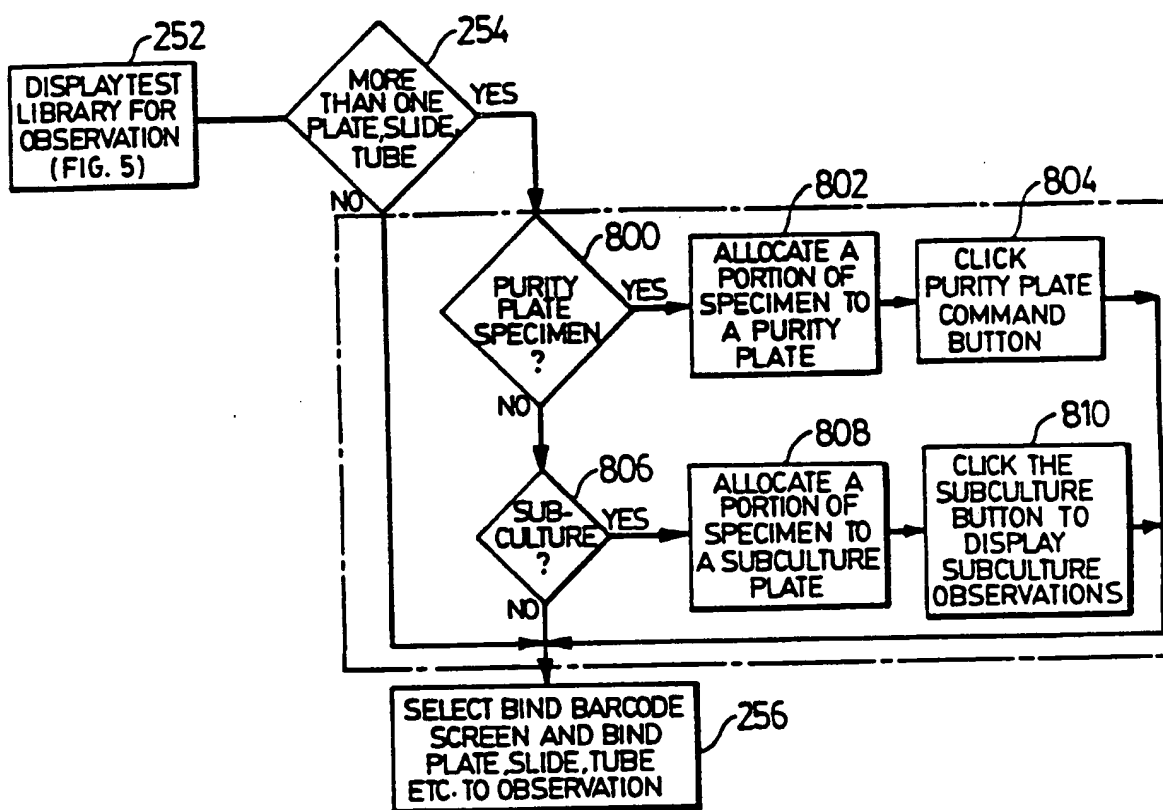 252
DISPLAY TEST
LIBRARY FOR
OBSERVATION
(FIG. 5)
254
MORE
THAN ONE
PLATE, SLIDE,
TUBE
YES
NO
800
PURITY
PLATE
SPECIMEN
?
YES
NO
802
ALLOCATE A
PORTION OF
SPECIMEN TO
A PURITY
PLATE
804
CLICK
PURITY PLATE
COMMAND
BUTTON
806
SUB-
CULTURE
?
YES
NO
808
ALLOCATE A
PORTION OF
SPECIMEN TO
A SUBCULTURE
PLATE
810
CLICK THE
SUBCULTURE
BUTTON TO
DISPLAY
SUBCULTURE
OBSERVATIONS
SELECT BIND BARCODE
SCREEN AND BIND
PLATE, SLIDE, TUBE
ETC. TO OBSERVATION
256